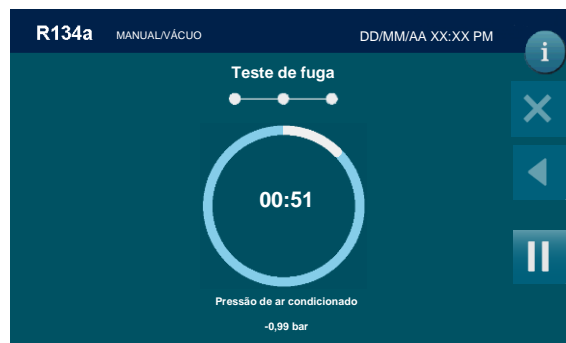 R134a MANUAL/VÁCUO DD/MM/AA XX:XX PM
i
Teste de fuga
00:51
Pressão de ar condicionado
-0,99 bar